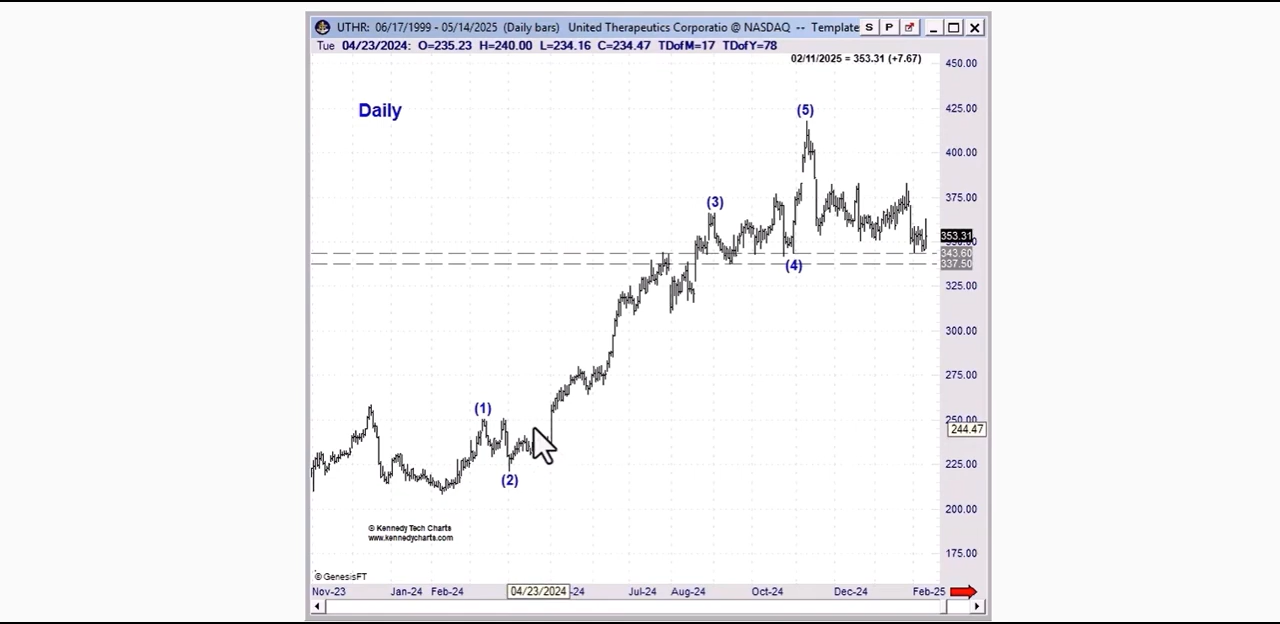 UTHR: 06/17/1999 - 05/14/2025 (Daily bars) United Therapeutics Corporatio @ NASDAQ -- Template S P
Tue 04/23/2024: O=235.23 H=240.00 L=234.16 C=234.47 TDofM=17 TDofY=78
02/11/2025 = 353.31 (+7.67)
450.00
Daily
(5)
425.00
400.00
375.00
(3)
353.31
343.60
(4)
337.50
325.00
300.00
275.00
(1)
250.00
244.47
225.00
(2)
200.00
© Kennedy Tech Charts
www.kennedycharts.com
175.00
© GenesisFT
Nov-23 Jan-24 Feb-24 04/23/2024 -24 Jul-24 Aug-24 Oct-24 Dec-24 Feb-25